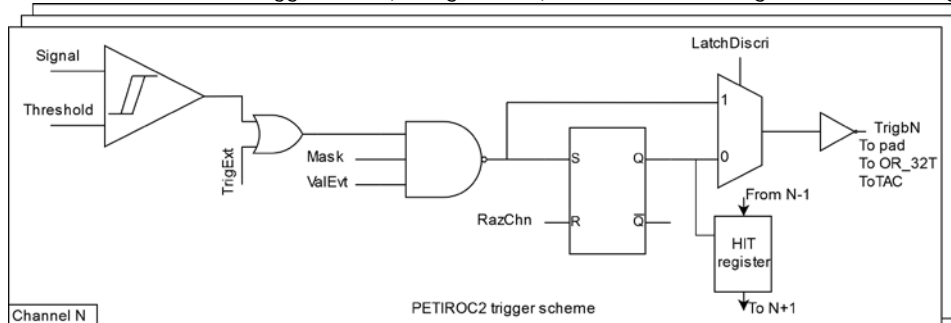 LatchDiscri
Signal
1
Threshold
TrigbN
To pad
To OR_32T
ToTAC
TrigExt
Mask
ValEvt
S
Q
0
From N-1
RazChn
R
Q
HIT
register
PETIROC2 trigger scheme
To N+1
Channel N